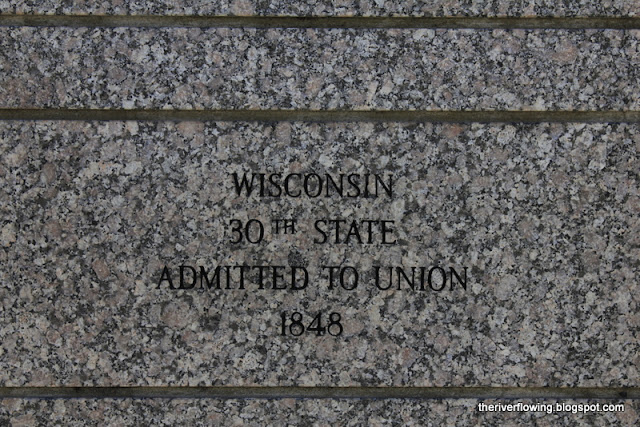 WISCONSIN
30TH STATE
ADMITTED TO UNION
1848
theriverflowing.blogspot.com